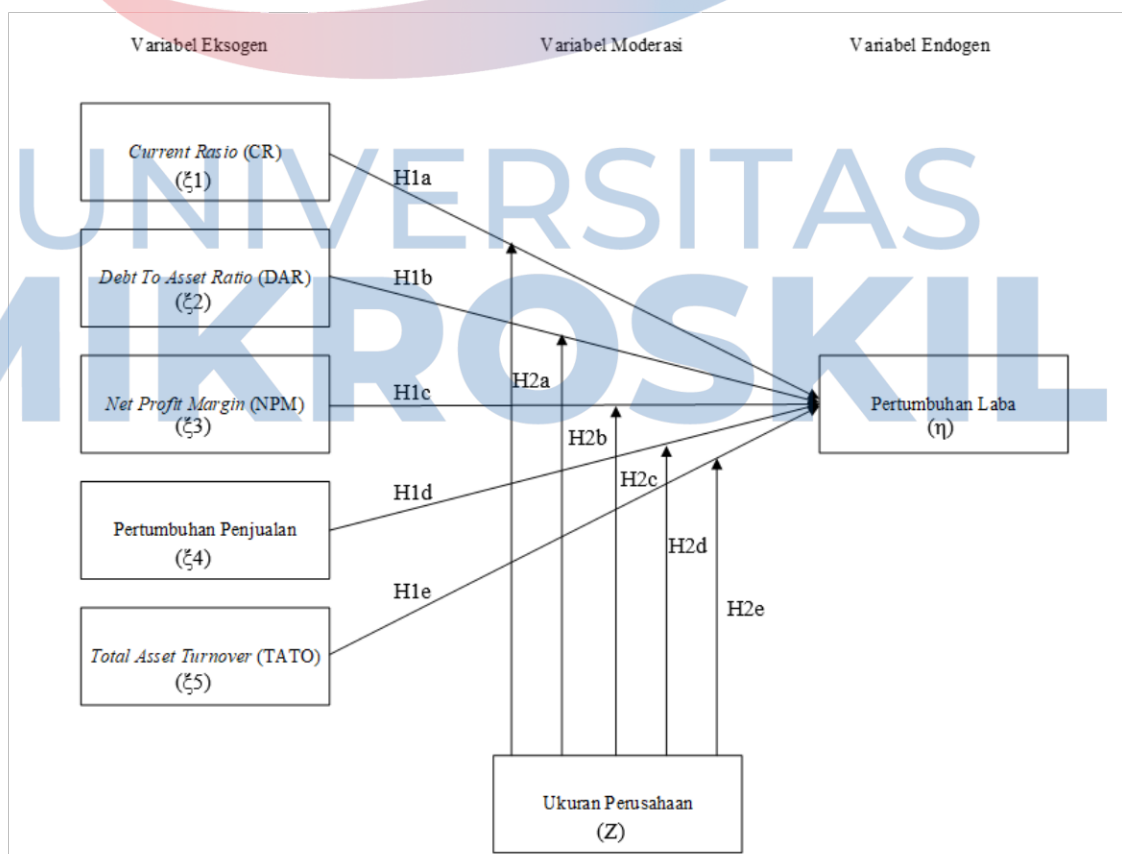 Variabel Eksogen
Variabel Moderasi
Variabel Endogen
UNIVERSITAS
MIKROSKIL
Current Rasio (CR)
(ξ1)
Debt To Asset Ratio (DAR)
(ξ2)
Net Profit Margin (NPM)
(ξ3)
Pertumbuhan Penjualan
(ξ4)
Total Asset Turnover (TATO)
(ξ5)
H1a
H1b
H1c
H1d
H1e
H2a
H2b
H2c
H2d
H2e
Pertumbuhan Laba
(η)
Ukuran Perusahaan
(Z)